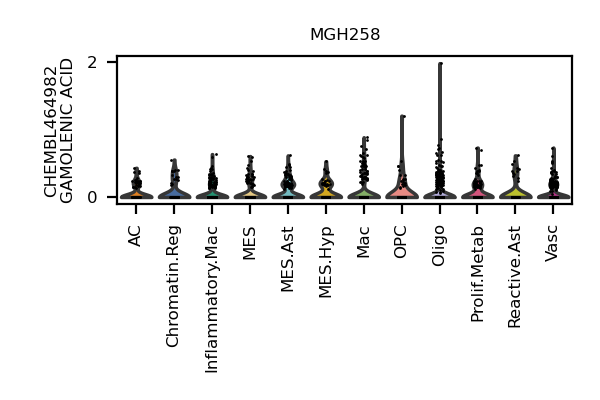 MGH258
CHEMBL464982
GAMOLENIC ACID
2
0
AC
Chromatin.Reg
Inflammatory.Mac
MES
MES.Ast
MES.Hyp
Mac
OPC
Oligo
Prolif.Metab
Reactive.Ast
Vasc